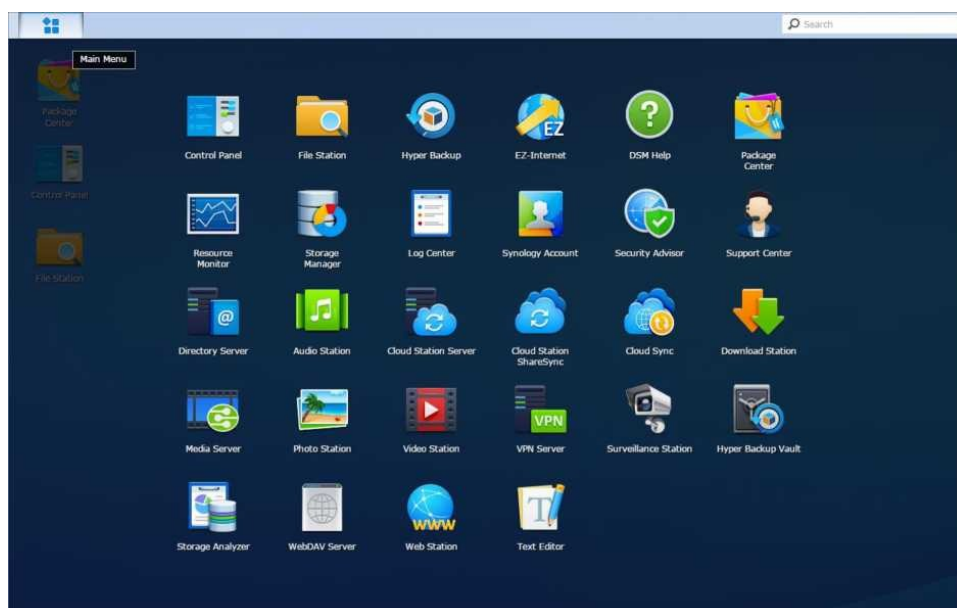 Search
Main Menu
Package
Center
Control Panel
File Station
Control Panel
File Station
Hyper Backup
EZ
EZ-Internet
?
DSM Help
Package
Center
Resource
Monitor
Storage
Manager
Log Center
Synology Account
Security Advisor
Support Center
@
Directory Server
Audio Station
Cloud Station Server
Cloud Station
ShareSync
Cloud Sync
Download Station
Media Server
Photo Station
Video Station
VPN
VPN Server
Surveillance Station
Hyper Backup Vault
Storage Analyzer
WebDAV Server
WWW
Web Station
T
Text Editor